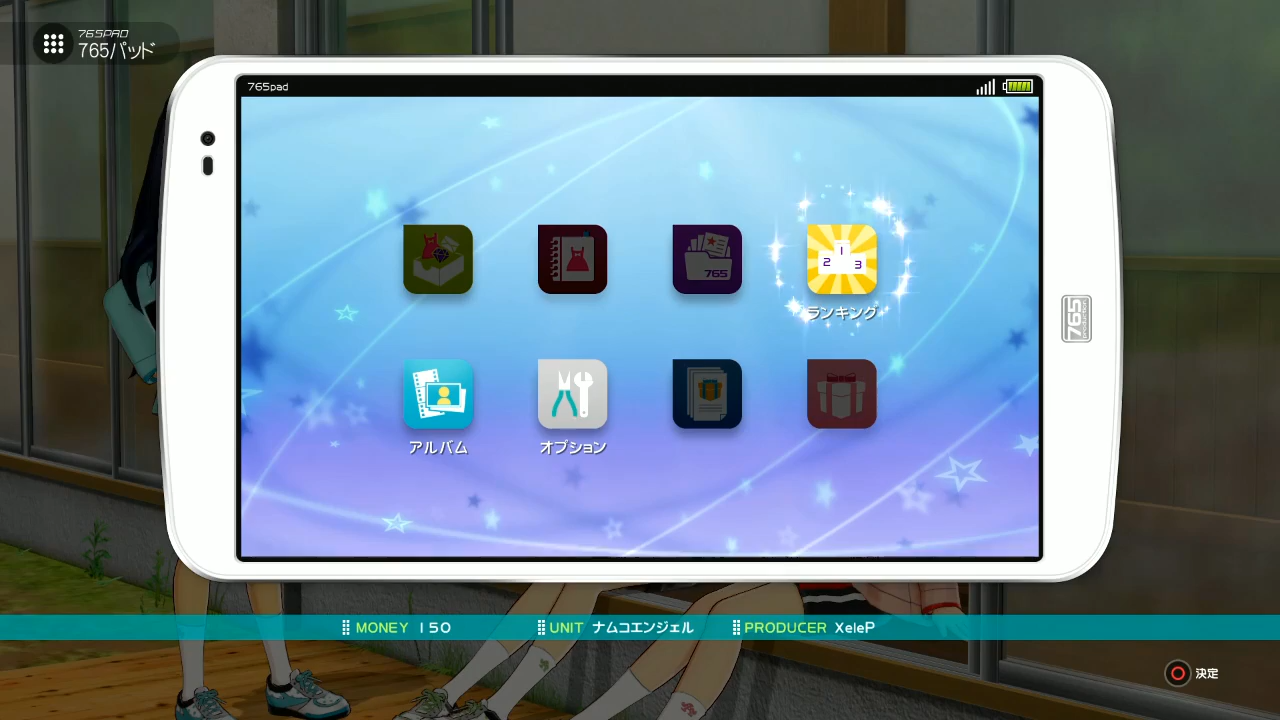 765PAD
765パッド
765pad
1
2
3
765
ランキング
765
production
アルバム
オプション
MONEY 150
UNIT ナムコエンジェル
PRODUCER XeleP
決定